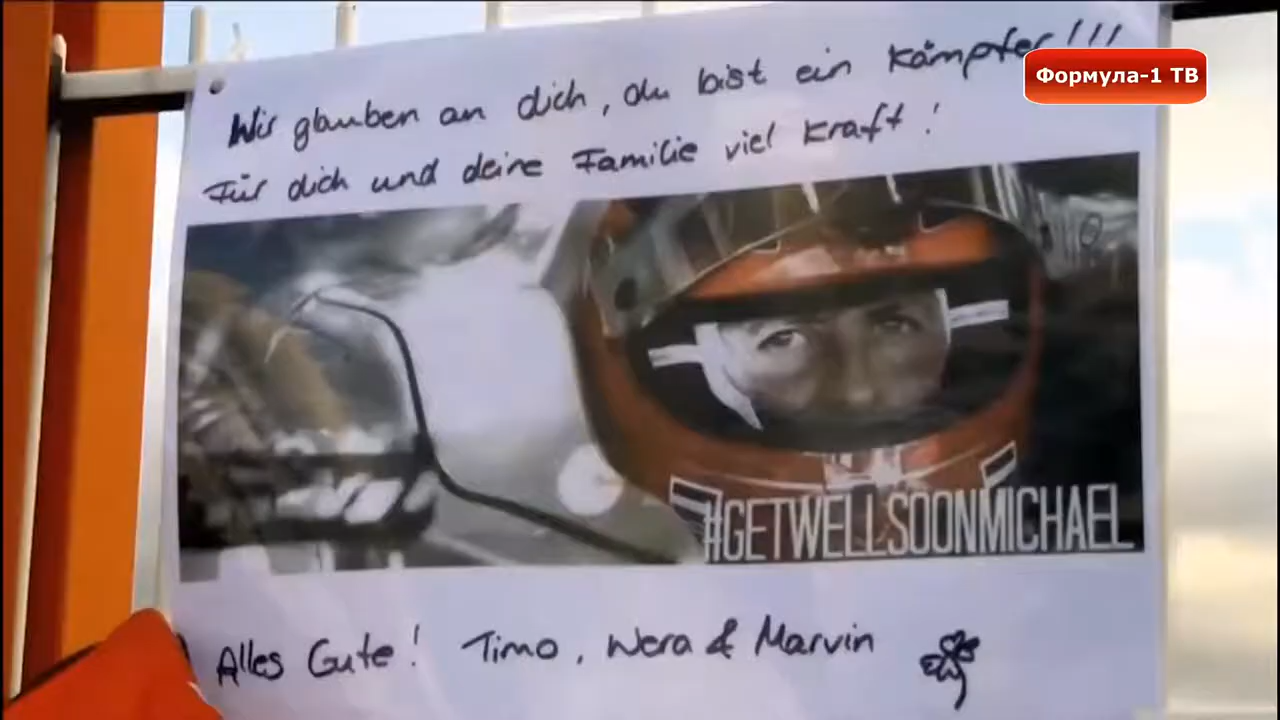 Wir glauben an dich, du bist ein Kämpfer!!!
Формула-1 ТВ
Für dich und deine Familie viel Kraft!
#GETWELLSOONMICHAEL
Alles Gute! Timo, Wera & Marvin